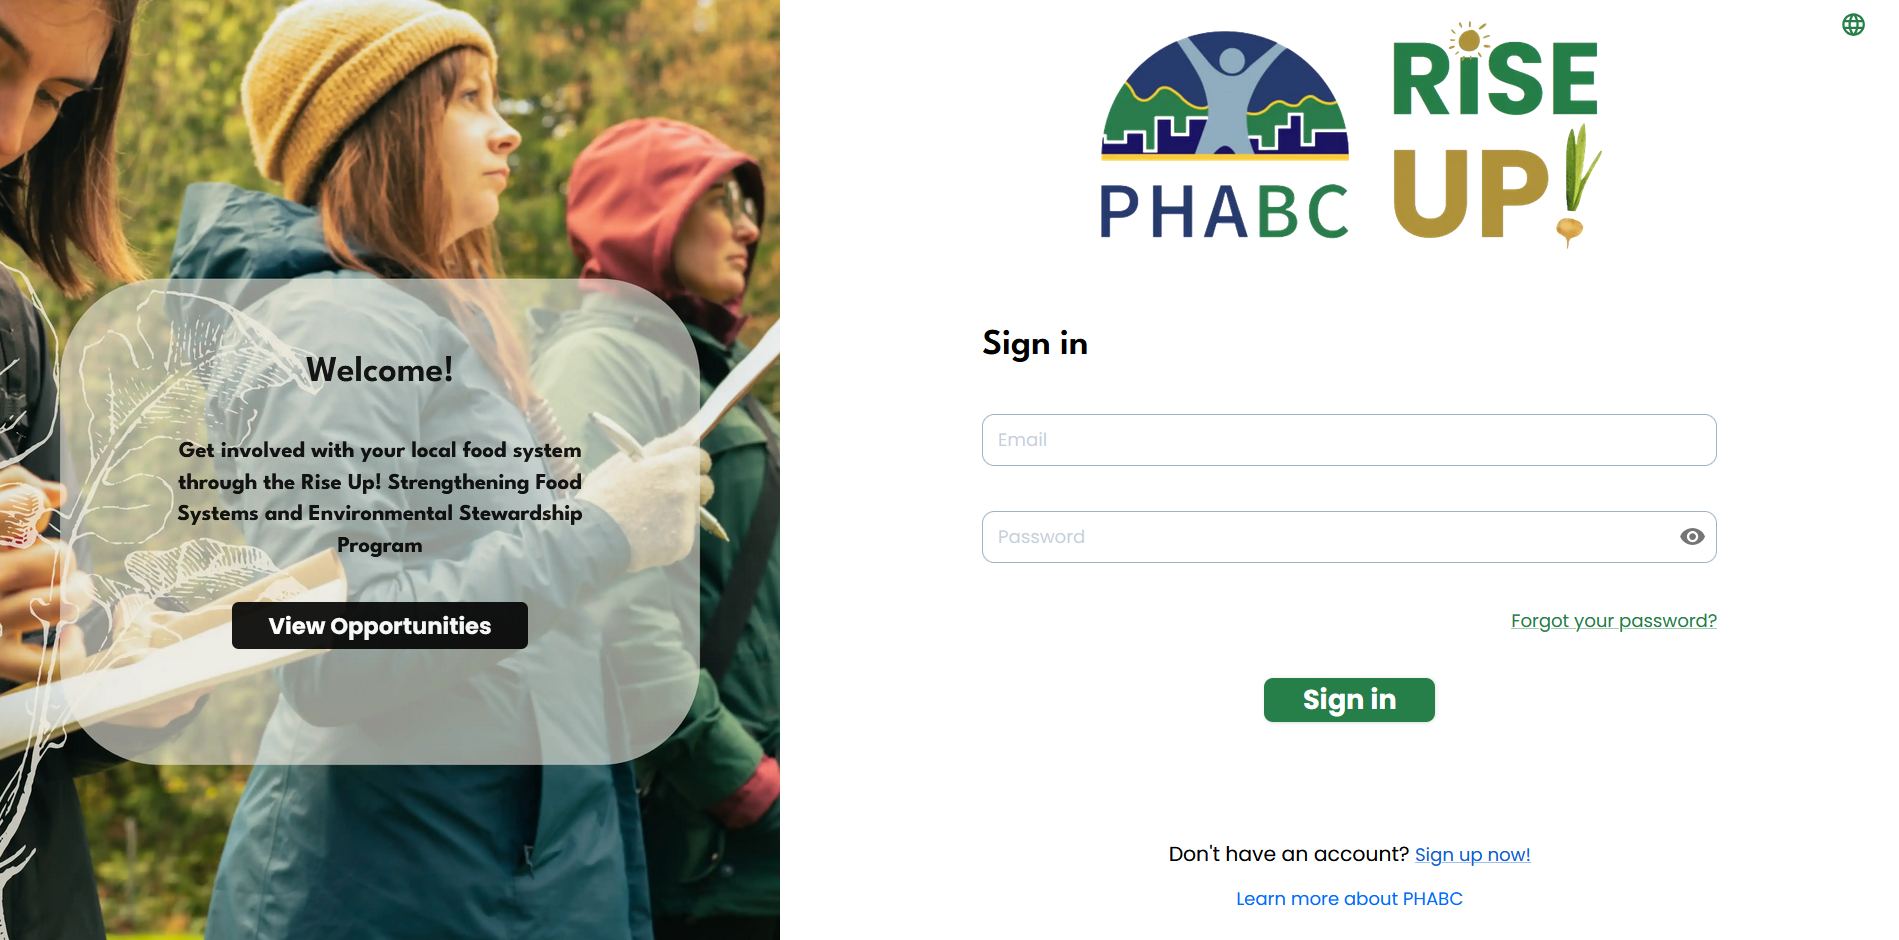 Welcome!
Get involved with your local food system
through the Rise Up! Strengthening Food
Systems and Environmental Stewardship
Program
View Opportunities
PHABC
RiSE
UP!
Sign in
Email
Password
Forgot your password?
Sign in
Don't have an account? Sign up now!
Learn more about PHABC